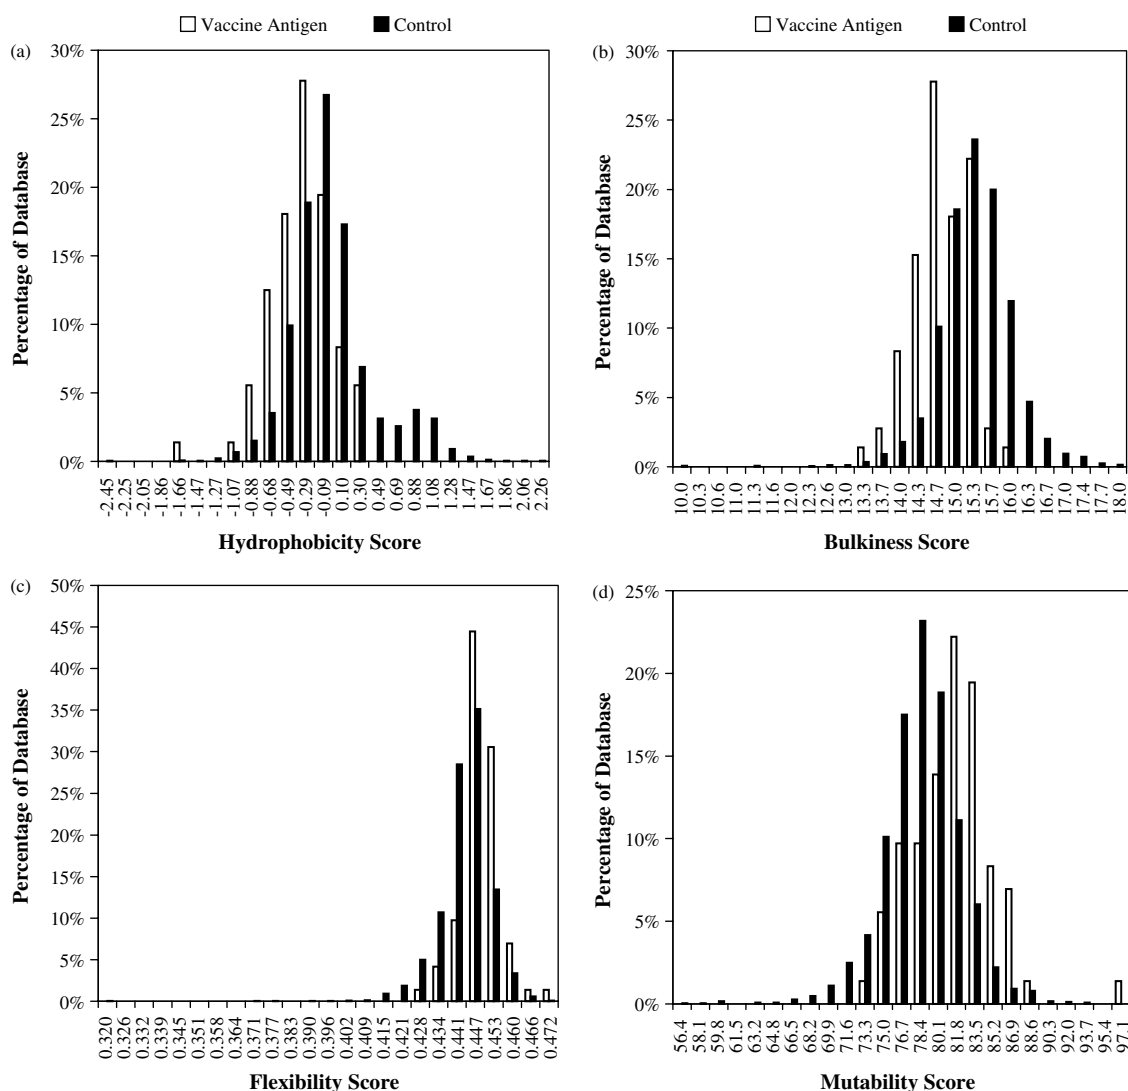 Vaccine Antigen Control
(a)
30%
25%
20%
15%
10%
5%
0%
Percentage of Database
-2.45 -2.25 -2.05 -1.86 -1.66 -1.47 -1.27 -1.07 -0.88 -0.68 -0.49 -0.29 -0.09 0.10 0.30 0.49 0.69 0.88 1.08 1.28 1.47 1.67 1.86 2.06 2.26
Hydrophobicity Score
Vaccine Antigen Control
(b)
30%
25%
20%
15%
10%
5%
0%
Percentage of Database
10.0 10.3 10.6 11.0 11.3 11.6 12.0 12.3 12.6 13.0 13.3 13.7 14.0 14.3 14.7 15.0 15.3 15.7 16.0 16.3 16.7 17.0 17.4 17.7 18.0
Bulkiness Score
(c)
50%
45%
40%
35%
30%
25%
20%
15%
10%
5%
0%
Percentage of Database
0.320 0.326 0.332 0.339 0.345 0.351 0.358 0.364 0.371 0.377 0.383 0.390 0.396 0.402 0.409 0.415 0.421 0.428 0.434 0.441 0.447 0.453 0.460 0.466 0.472
Flexibility Score
(d)
25%
20%
15%
10%
5%
0%
Percentage of Database
56.4 58.1 59.8 61.5 63.2 64.8 66.5 68.2 69.9 71.6 73.3 75.0 76.7 78.4 80.1 81.8 83.5 85.2 86.9 88.6 90.3 92.0 93.7 95.4 97.1
Mutability Score